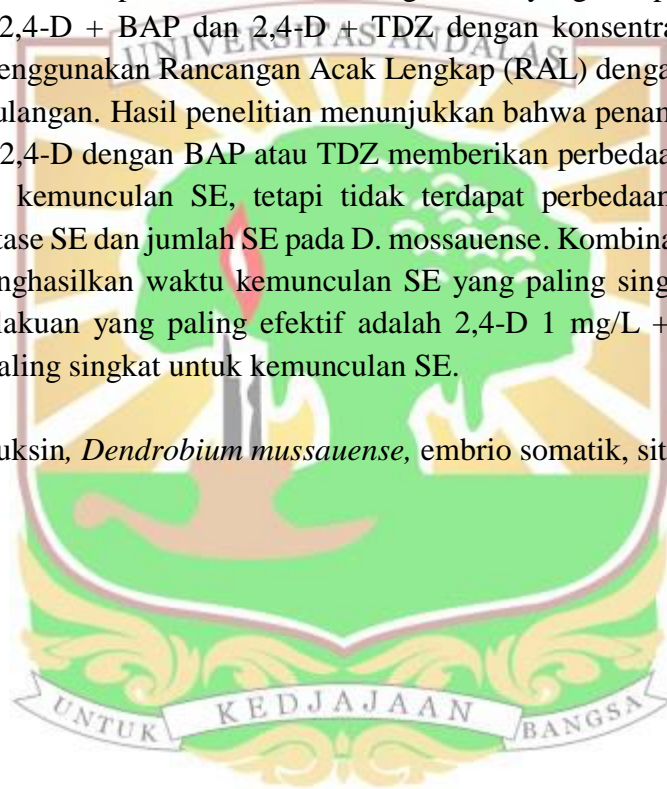 2,4-D + BAP dan 2,4-D + TDZ dengan konsentra
UNIVERSITAS ANDALAS
enggunakan Rancangan Acak Lengkap (RAL) denga
ulangan. Hasil penelitian menunjukkan bahwa penam
2,4-D dengan BAP atau TDZ memberikan perbedaa
kemunculan SE, tetapi tidak terdapat perbedaan
tase SE dan jumlah SE pada D. mossauense. Kombina
nghasilkan waktu kemunculan SE yang paling sing
lakuan yang paling efektif adalah 2,4-D 1 mg/L +
aling singkat untuk kemunculan SE.
uksin, Dendrobium mussauense, embrio somatik, sit
UNTUK KEDJAJAAN BANGSA